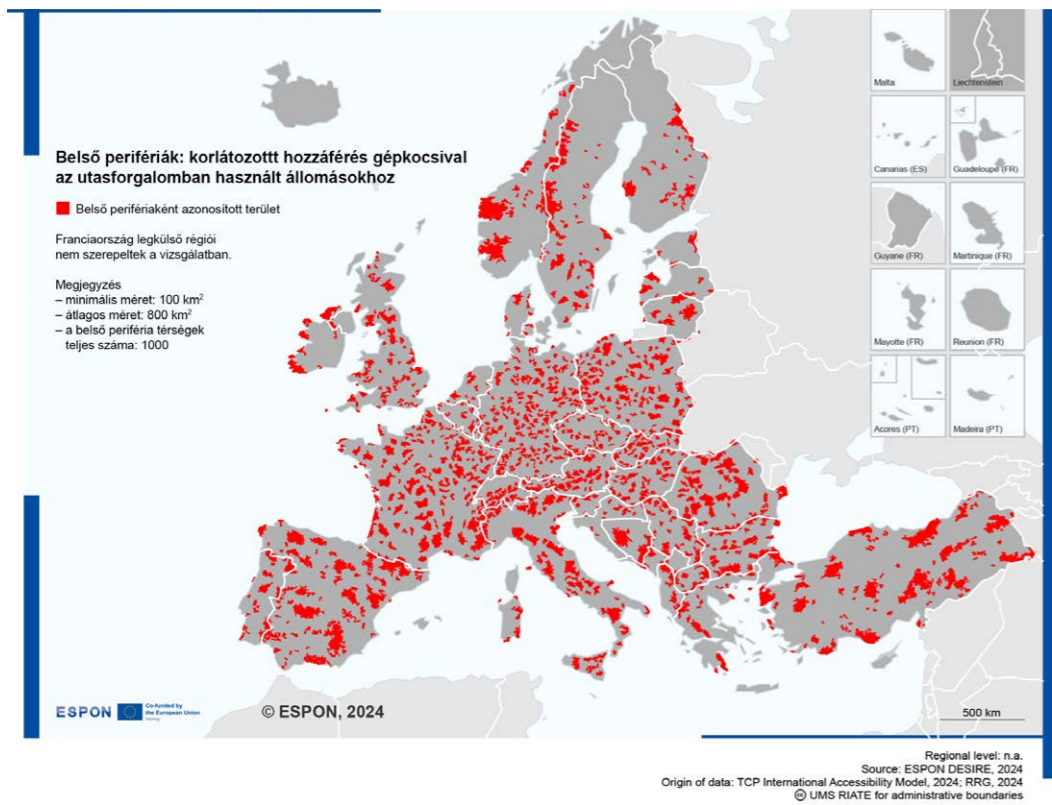 Belső perifériák: korlátozottt hozzáférés gépkocsival
az utasforgalomban használt állomásokhoz
Belső perifériaként azonosított terület
Franciaország legkülső régiói
nem szerepeltek a vizsgálatban.
Megjegyzés
– minimális méret: 100 km²
– átlagos méret: 800 km²
– a belső periféria térségek
teljes száma: 1000
Malta
Liechtenstein
Canarias (ES)
Guadeloupe (FR)
Guyane (FR)
Martinique (FR)
Mayotte (FR)
Reunion (FR)
Acores (PT)
Madeira (PT)
ESPON
Co-funded by
the European Union
© ESPON, 2024
500 km
Regional level: n.a.
Source: ESPON DESIRE, 2024
Origin of data: TCP International Accessibility Model, 2024; RRG, 2024
UMS RIATE for administrative boundaries